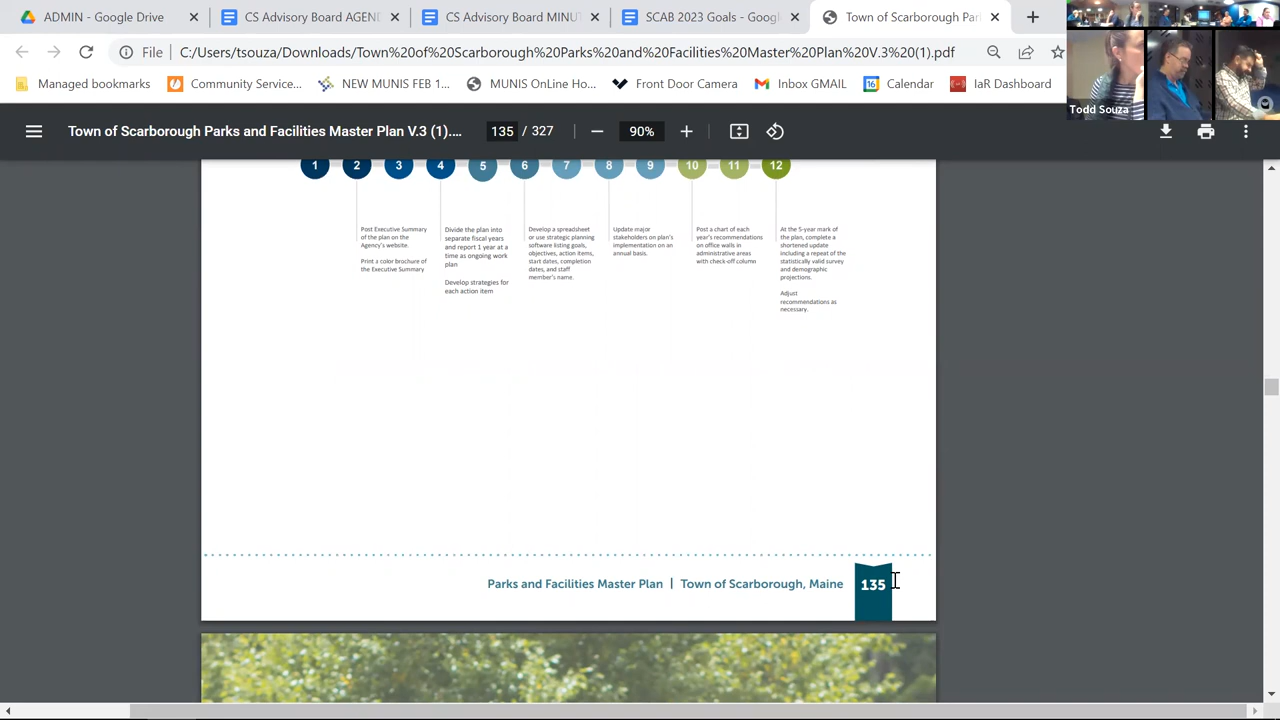 ADMIN - Google Driv
CS Advisory Board AGEND
CS Advisory Board MINUT
SCAB 2023 Goals - Goog
Town of Scarborough Par
File
C:/Users/tsouza/Downloads/Town%20of%20Scarborough%20Parks%20and%20Facilities%20Master%20Plan%20V.3%20(1).pdf
Managed bookmarks
Community Service...
NEW MUNIS FEB ...
MUNIS OnLine Ho...
Front Door Camera
Inbox GMAIL
16
Calendar
IaR Dashboard
Todd Souza
Town of Scarborough Parks and Facilities Master Plan V.3 (1)....
/ 327
90%
1 2 3 4 5 6 7 8 9 10 11 12
Post Executive Summary
of the plan on the
Agency's website.
Print a color brochure of
the Executive Summary
Divide the plan into
separate fiscal years
and report 1 year at a
time as ongoing work
plan
Develop strategies for
each action item
Develop a spreadsheet
or use strategic planning
software listing goals,
objectives, action items,
start dates, completion
dates, and staff
member's name.
Update major
stakeholders on plan's
implementation on an
annual basis.
Post a chart of each
year's recommendations
on office walls in
administrative areas
with check-off column
At the 5-year mark of
the plan, complete a
shortened update
including a repeat of the
statistically valid survey
and demographic
projections.
Adjust
recommendations as
necessary.
Parks and Facilities Master Plan | Town of Scarborough, Maine
135